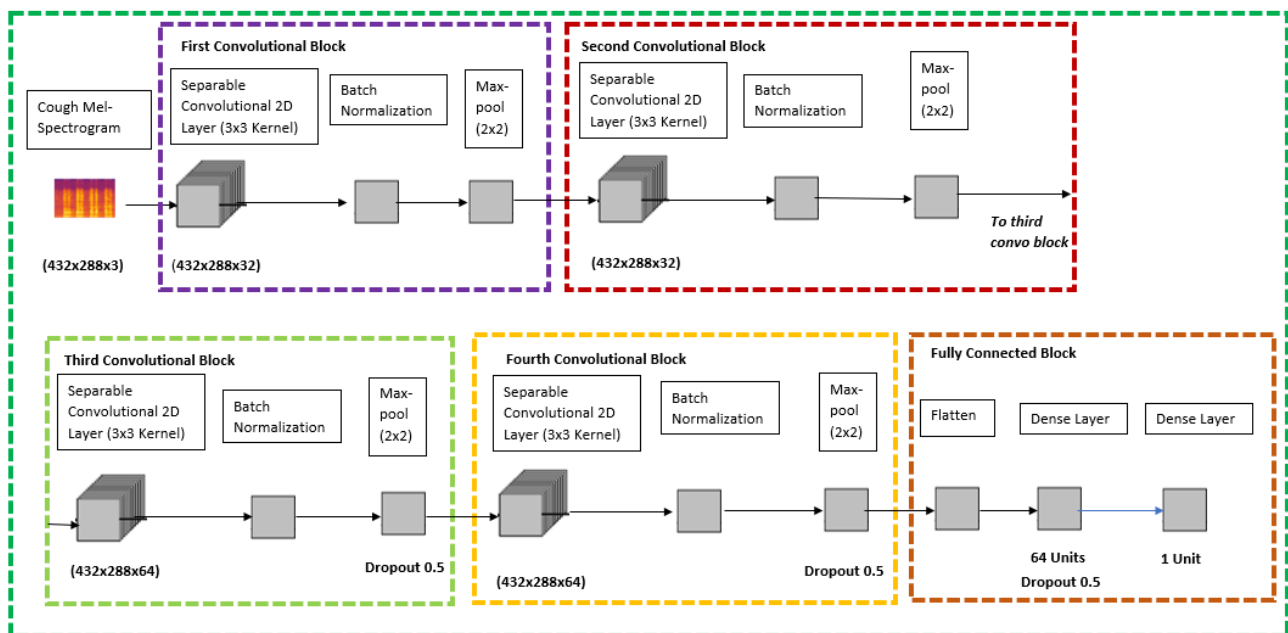 First Convolutional Block
Cough Mel-
Spectrogram
Separable
Convolutional 2D
Layer (3x3 Kernel)
Batch
Normalization
Max-
pool
(2x2)
(432x288x3)
(432x288x32)
Second Convolutional Block
Separable
Convolutional 2D
Layer (3x3 Kernel)
Batch
Normalization
Max-
pool
(2x2)
(432x288x32)
To third
convo block
Third Convolutional Block
Separable
Convolutional 2D
Layer (3x3 Kernel)
Batch
Normalization
Max-
pool
(2x2)
(432x288x64)
Dropout 0.5
Fourth Convolutional Block
Separable
Convolutional 2D
Layer (3x3 Kernel)
Batch
Normalization
Max-
pool
(2x2)
(432x288x64)
Dropout 0.5
Fully Connected Block
Flatten
Dense Layer
Dense Layer
64 Units
Dropout 0.5
1 Unit